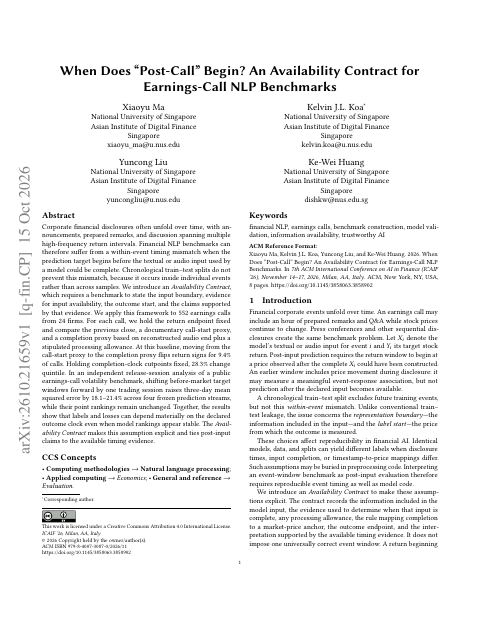 When Does "Post-Call" Begin? An Availability Contract for
Earnings-Call NLP Benchmarks
Xiaoyu Ma
National University of Singapore
Asian Institute of Digital Finance
Singapore
xiaoyu_ma@u.nus.edu
Kelvin J.L. Koa*
National University of Singapore
Asian Institute of Digital Finance
Singapore
kelvin.koa@u.nus.edu
Yuncong Liu
National University of Singapore
Asian Institute of Digital Finance
Singapore
yuncongliu@u.nus.edu
Ke-Wei Huang
National University of Singapore
Asian Institute of Digital Finance
Singapore
dishkw@nus.edu.sg
arXiv:2610.21659v1 [q-fin.CP] 15 Oct 2026
Abstract
Corporate financial disclosures often unfold over time, with an-
nouncements, prepared remarks, and discussion spanning multiple
high-frequency return intervals. Financial NLP benchmarks can
therefore suffer from a within-event timing mismatch when the
prediction target begins before the textual or audio input used by
a model could be complete. Chronological train–test splits do not
prevent this mismatch, because it occurs inside individual events
rather than across samples. We introduce an Availability Contract,
which requires a benchmark to state the input boundary, evidence
for input availability, the outcome start, and the claims supported
by that evidence. We apply this framework to 552 earnings calls
from 24 firms. For each call, we hold the return endpoint fixed
and compare the previous close, a documentary call-start proxy,
and a completion proxy based on reconstructed audio end plus a
stipulated processing allowance. At this baseline, moving from the
call-start proxy to the completion proxy flips return signs for 9.4%
of calls. Holding completion-clock cutpoints fixed, 28.3% change
quintile. In an independent release-session analysis of a public
earnings-call volatility benchmark, shifting before-market target
windows forward by one trading session raises three-day mean
squared error by 18.1–21.4% across four frozen prediction streams,
while their point rankings remain unchanged. Together, the results
show that labels and losses can depend materially on the declared
outcome clock even when model rankings appear stable. The Avail-
ability Contract makes this assumption explicit and ties post-input
claims to the available timing evidence.
CCS Concepts
• Computing methodologies → Natural language processing;
• Applied computing → Economics; • General and reference →
Evaluation.
*Corresponding author.
This work is licensed under a Creative Commons Attribution 4.0 International License.
ICAIF '26, Milan, AA, Italy
© 2026 Copyright held by the owner/author(s).
Keywords
financial NLP, earnings calls, benchmark construction, model vali-
dation, information availability, trustworthy AI
ACM Reference Format:
Xiaoyu Ma, Kelvin J.L. Koa, Yuncong Liu, and Ke-Wei Huang. 2026. When
Does "Post-Call" Begin? An Availability Contract for Earnings-Call NLP
Benchmarks. In 7th ACM International Conference on AI in Finance (ICAIF
'26), November 14–17, 2026, Milan, AA, Italy. ACM, New York, NY, USA,
8 pages. https://doi.org/10.1145/3858063.3858982
1 Introduction
Financial corporate events unfold over time. An earnings call may
include an hour of prepared remarks and Q&A while stock prices
continue to change. Press conferences and other sequential dis-
closures create the same benchmark problem. Let Xi denote the
model's textual or audio input for event i and Yi its target stock
return. Post-input prediction requires the return window to begin at
a price observed after the complete Xi could have been constructed.
An earlier window includes price movement during disclosure: it
may measure a meaningful event-response association, but not
prediction after the declared input becomes available.
A chronological train–test split excludes future training events,
but not this within-event mismatch. Unlike conventional train–
test leakage, the issue concerns the representation boundary—the
information included in the input—and the label start—the price
from which the outcome is measured.
These choices affect reproducibility in financial AI. Identical
models, data, and splits can yield different labels when disclosure
times, input completion, or timestamp-to-price mappings differ.
Such assumptions may be buried in preprocessing code. Interpreting
an event-window benchmark as post-input evaluation therefore
requires reproducible event timing as well as model code.
We introduce an Availability Contract to make these assump-
tions explicit. The contract records the information included in the
model input, the evidence used to determine when that input is
complete, any processing allowance, the rule mapping completion
to a market-price anchor, the outcome endpoint, and the inter-
pretation supported by the available timing evidence. It does not
impose one universally correct event window. A return beginning
https://doi.org/10.1145/3858063.3858982
1